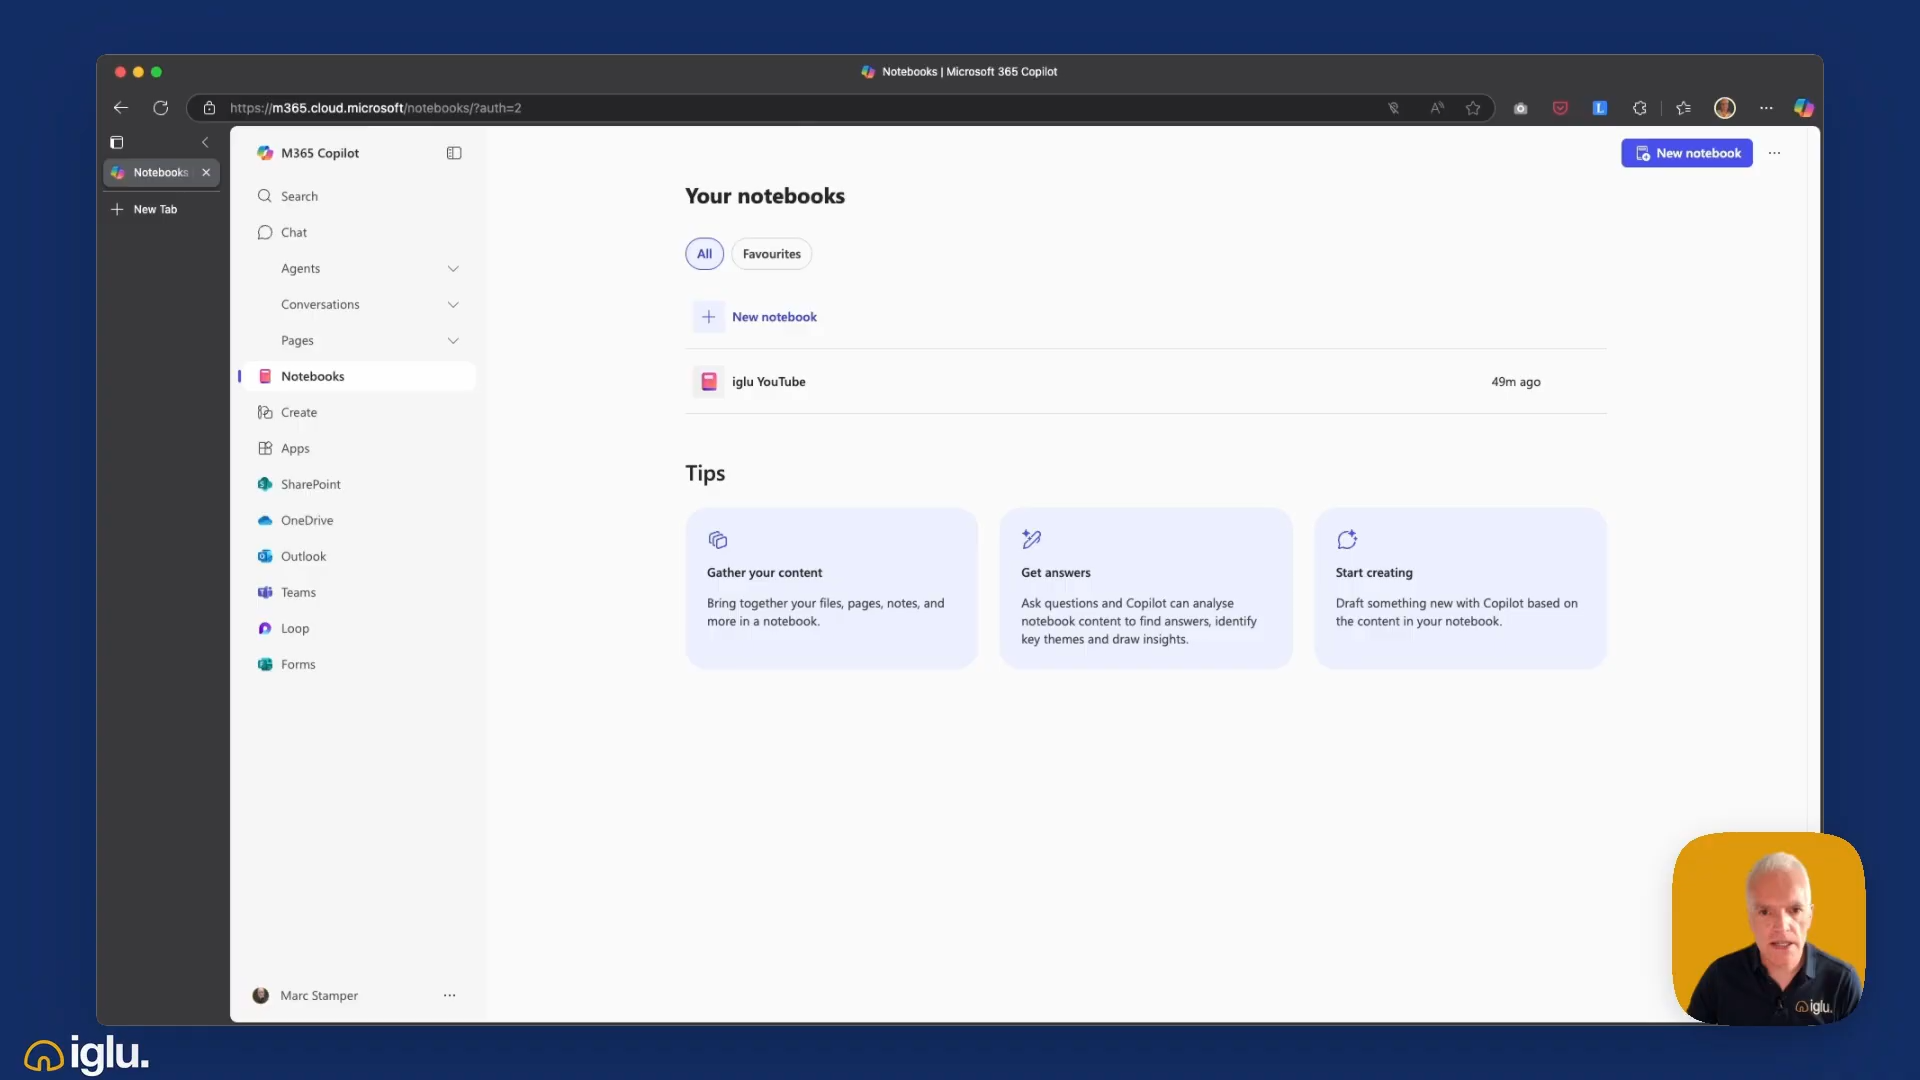 Notebooks | Microsoft 365 Copilot
https://m365.cloud.microsoft/notebooks/?auth=2
L
Notebooks
New Tab
M365 Copilot
Search
Chat
Agents
Conversations
Pages
Notebooks
Create
Apps
SharePoint
OneDrive
Outlook
Teams
Loop
Forms
Marc Stamper
New notebook
Your notebooks
All
Favourites
New notebook
iglu YouTube
49m ago
Tips
Gather your content
Bring together your files, pages, notes, and
more in a notebook.
Get answers
Ask questions and Copilot can analyse
notebook content to find answers, identify
key themes and draw insights.
Start creating
Draft something new with Copilot based on
the content in your notebook.
iglu.
iglu.